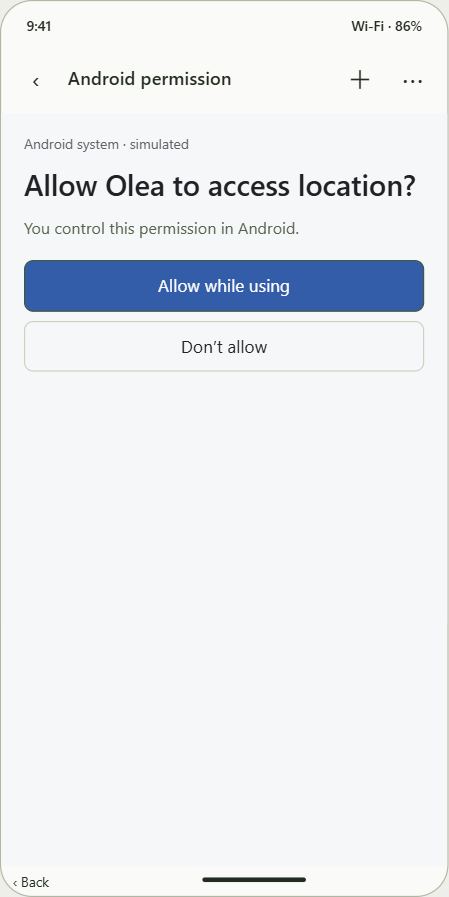 9:41
Wi-Fi · 86%
‹ Android permission + ...
Android system · simulated
Allow Olea to access location?
You control this permission in Android.
Allow while using
Don’t allow
‹ Back